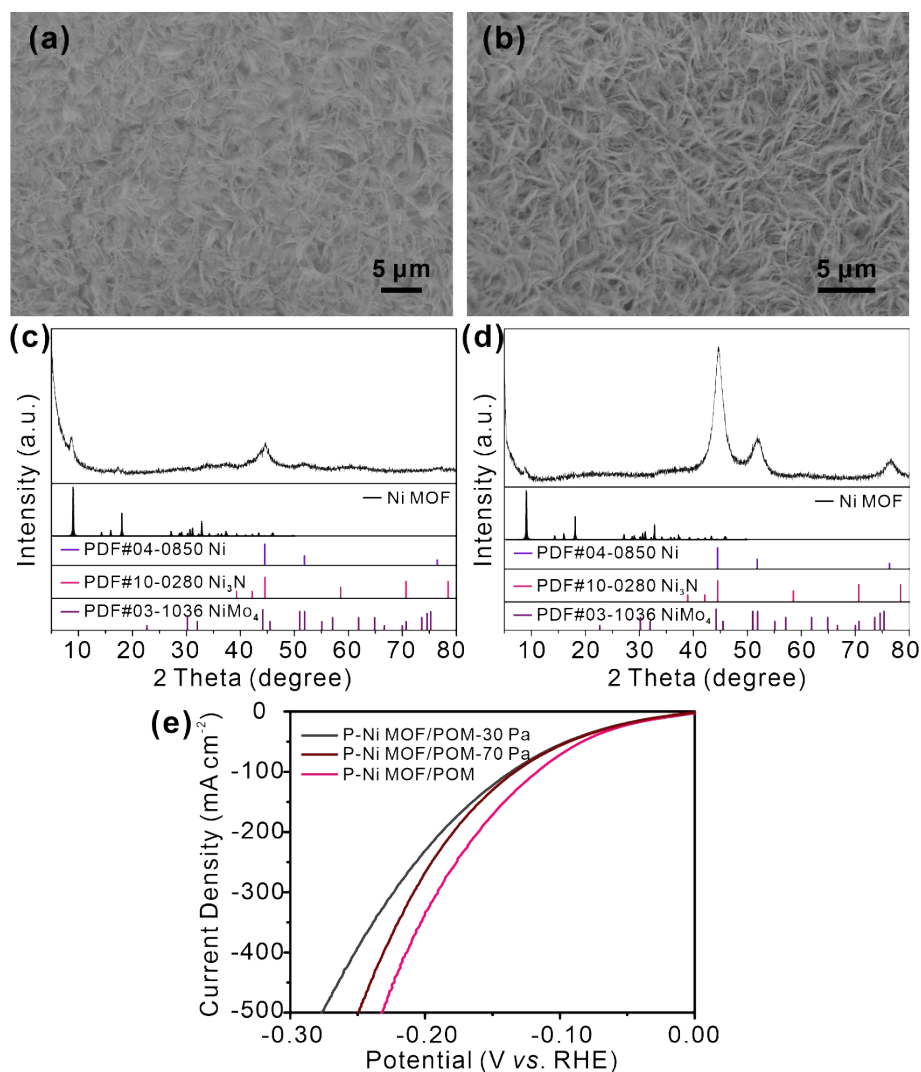 (a)
5 µm
(b)
5 µm
(c)
Intensity (a.u.)
Ni MOF
PDF#04-0850 Ni
PDF#10-0280 Ni₃N
PDF#03-1036 NiMo₄
10 20 30 40 50 60 70 80
2 Theta (degree)
(d)
Intensity (a.u.)
Ni MOF
PDF#04-0850 Ni
PDF#10-0280 Ni₃N
PDF#03-1036 NiMo₄
10 20 30 40 50 60 70 80
2 Theta (degree)
(e)
Current Density (mA cm⁻²)
0
-100
-200
-300
-400
-500
P-Ni MOF/POM-30 Pa
P-Ni MOF/POM-70 Pa
P-Ni MOF/POM
-0.30 -0.20 -0.10 0.00
Potential (V vs. RHE)